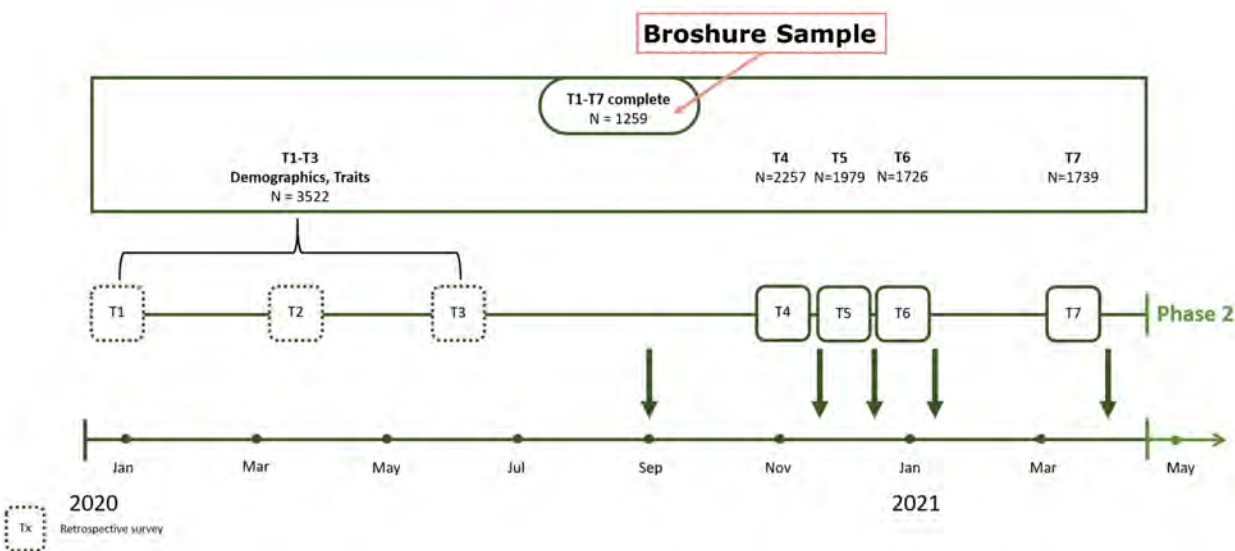 Broshure Sample
T1-T7 complete
N = 1259
T1-T3
Demographics, Traits
N = 3522
T4
N=2257
T5
N=1979
T6
N=1726
T7
N=1739
T1
T2
T3
T4
T5
T6
T7
Phase 2
Jan
Mar
May
Jul
Sep
Nov
Jan
Mar
May
2020
2021
Tx
Retrospective survey